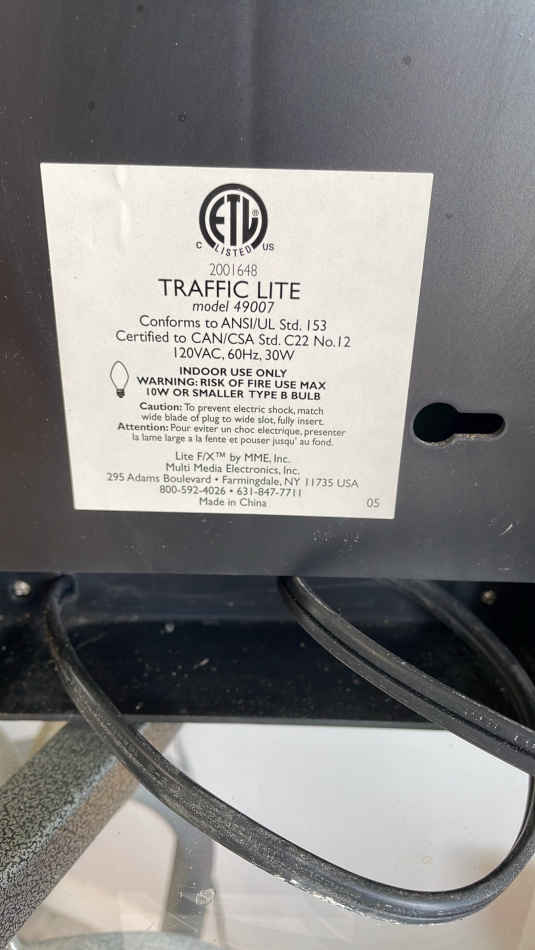 ETL®
C LISTED US
2001648
TRAFFIC LITE
model 49007
Conforms to ANSI/UL Std. 153
Certified to CAN/CSA Std. C22 No.12
120VAC, 60Hz, 30W
INDOOR USE ONLY
WARNING: RISK OF FIRE USE MAX
10W OR SMALLER TYPE B BULB
Caution: To prevent electric shock, match
wide blade of plug to wide slot, fully insert.
Attention: Pour eviter un choc electrique, presenter
la lame large a la fente et pouser jusqu' au fond.
Lite F/X™ by MME, Inc.
Multi Media Electronics, Inc.
295 Adams Boulevard • Farmingdale, NY 11735 USA
800-592-4026 • 631-847-7711
Made in China
05